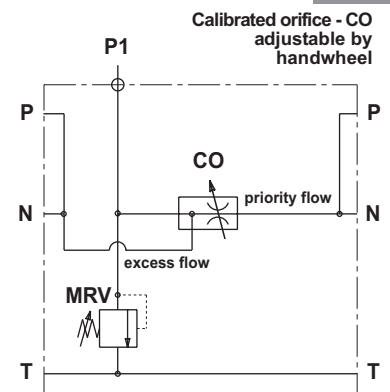 Calibrated orifice - CO
adjustable by
handwheel
P1
P
P
CO
priority flow
N
N
excess flow
MRV
T
T